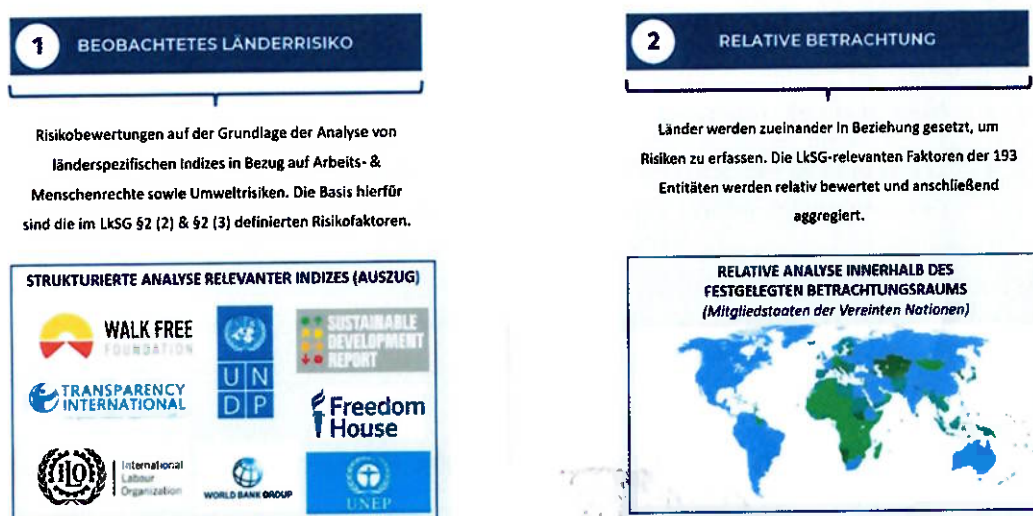 1 BEOBACHTETES LÄNDERRISIKO
Risikobewertungen auf der Grundlage der Analyse von
länderspezifischen Indizes in Bezug auf Arbeits- &
Menschenrechte sowie Umweltrisiken. Die Basis hierfür
sind die im LkSG §2 (2) & §2 (3) definierten Risikofaktoren.
STRUKTURIERTE ANALYSE RELEVANTER INDIZES (AUSZUG)
WALK FREE
FOUNDATION
TRANSPARENCY
INTERNATIONAL
ILO
International
Labour
Organization
UN
DP
WORLD BANK GROUP
SUSTAINABLE
DEVELOPMENT
REPORT
Freedom
House
UNEP
2 RELATIVE BETRACHTUNG
Länder werden zueinander in Beziehung gesetzt, um
Risiken zu erfassen. Die LkSG-relevanten Faktoren der 193
Entitäten werden relativ bewertet und anschließend
aggregiert.
RELATIVE ANALYSE INNERHALB DES
FESTGELEGTEN BETRACHTUNGSRAUMS
(Mitgliedstaaten der Vereinten Nationen)